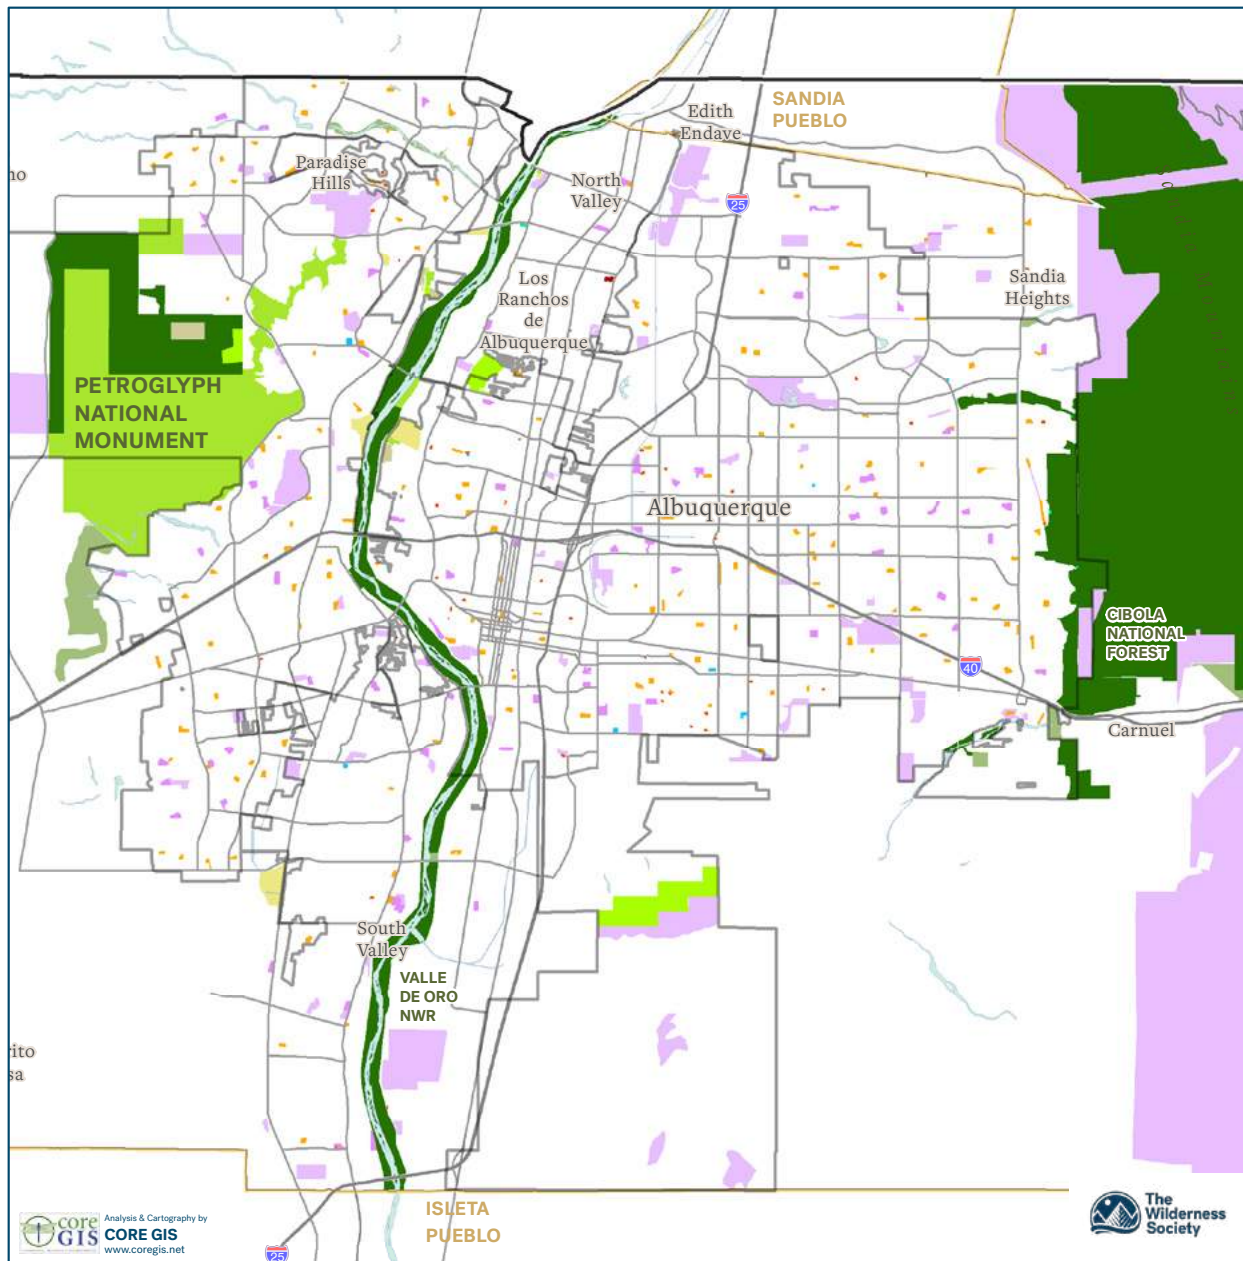 SANDIA
PUEBLO
Edith
Endave
Paradise
Hills
North
Valley
25
Los
Ranchos
de
Albuquerque
Sandia
Heights
PETROGLYPH
NATIONAL
MONUMENT
Albuquerque
CIBOLA
NATIONAL
FOREST
40
Carnuel
South
Valley
VALLE
DE ORO
NWR
rito
sa
ISLETA
PUEBLO
core
GIS
Analysis & Cartography by
CORE GIS
www.coregis.net
25
The
Wilderness
Society